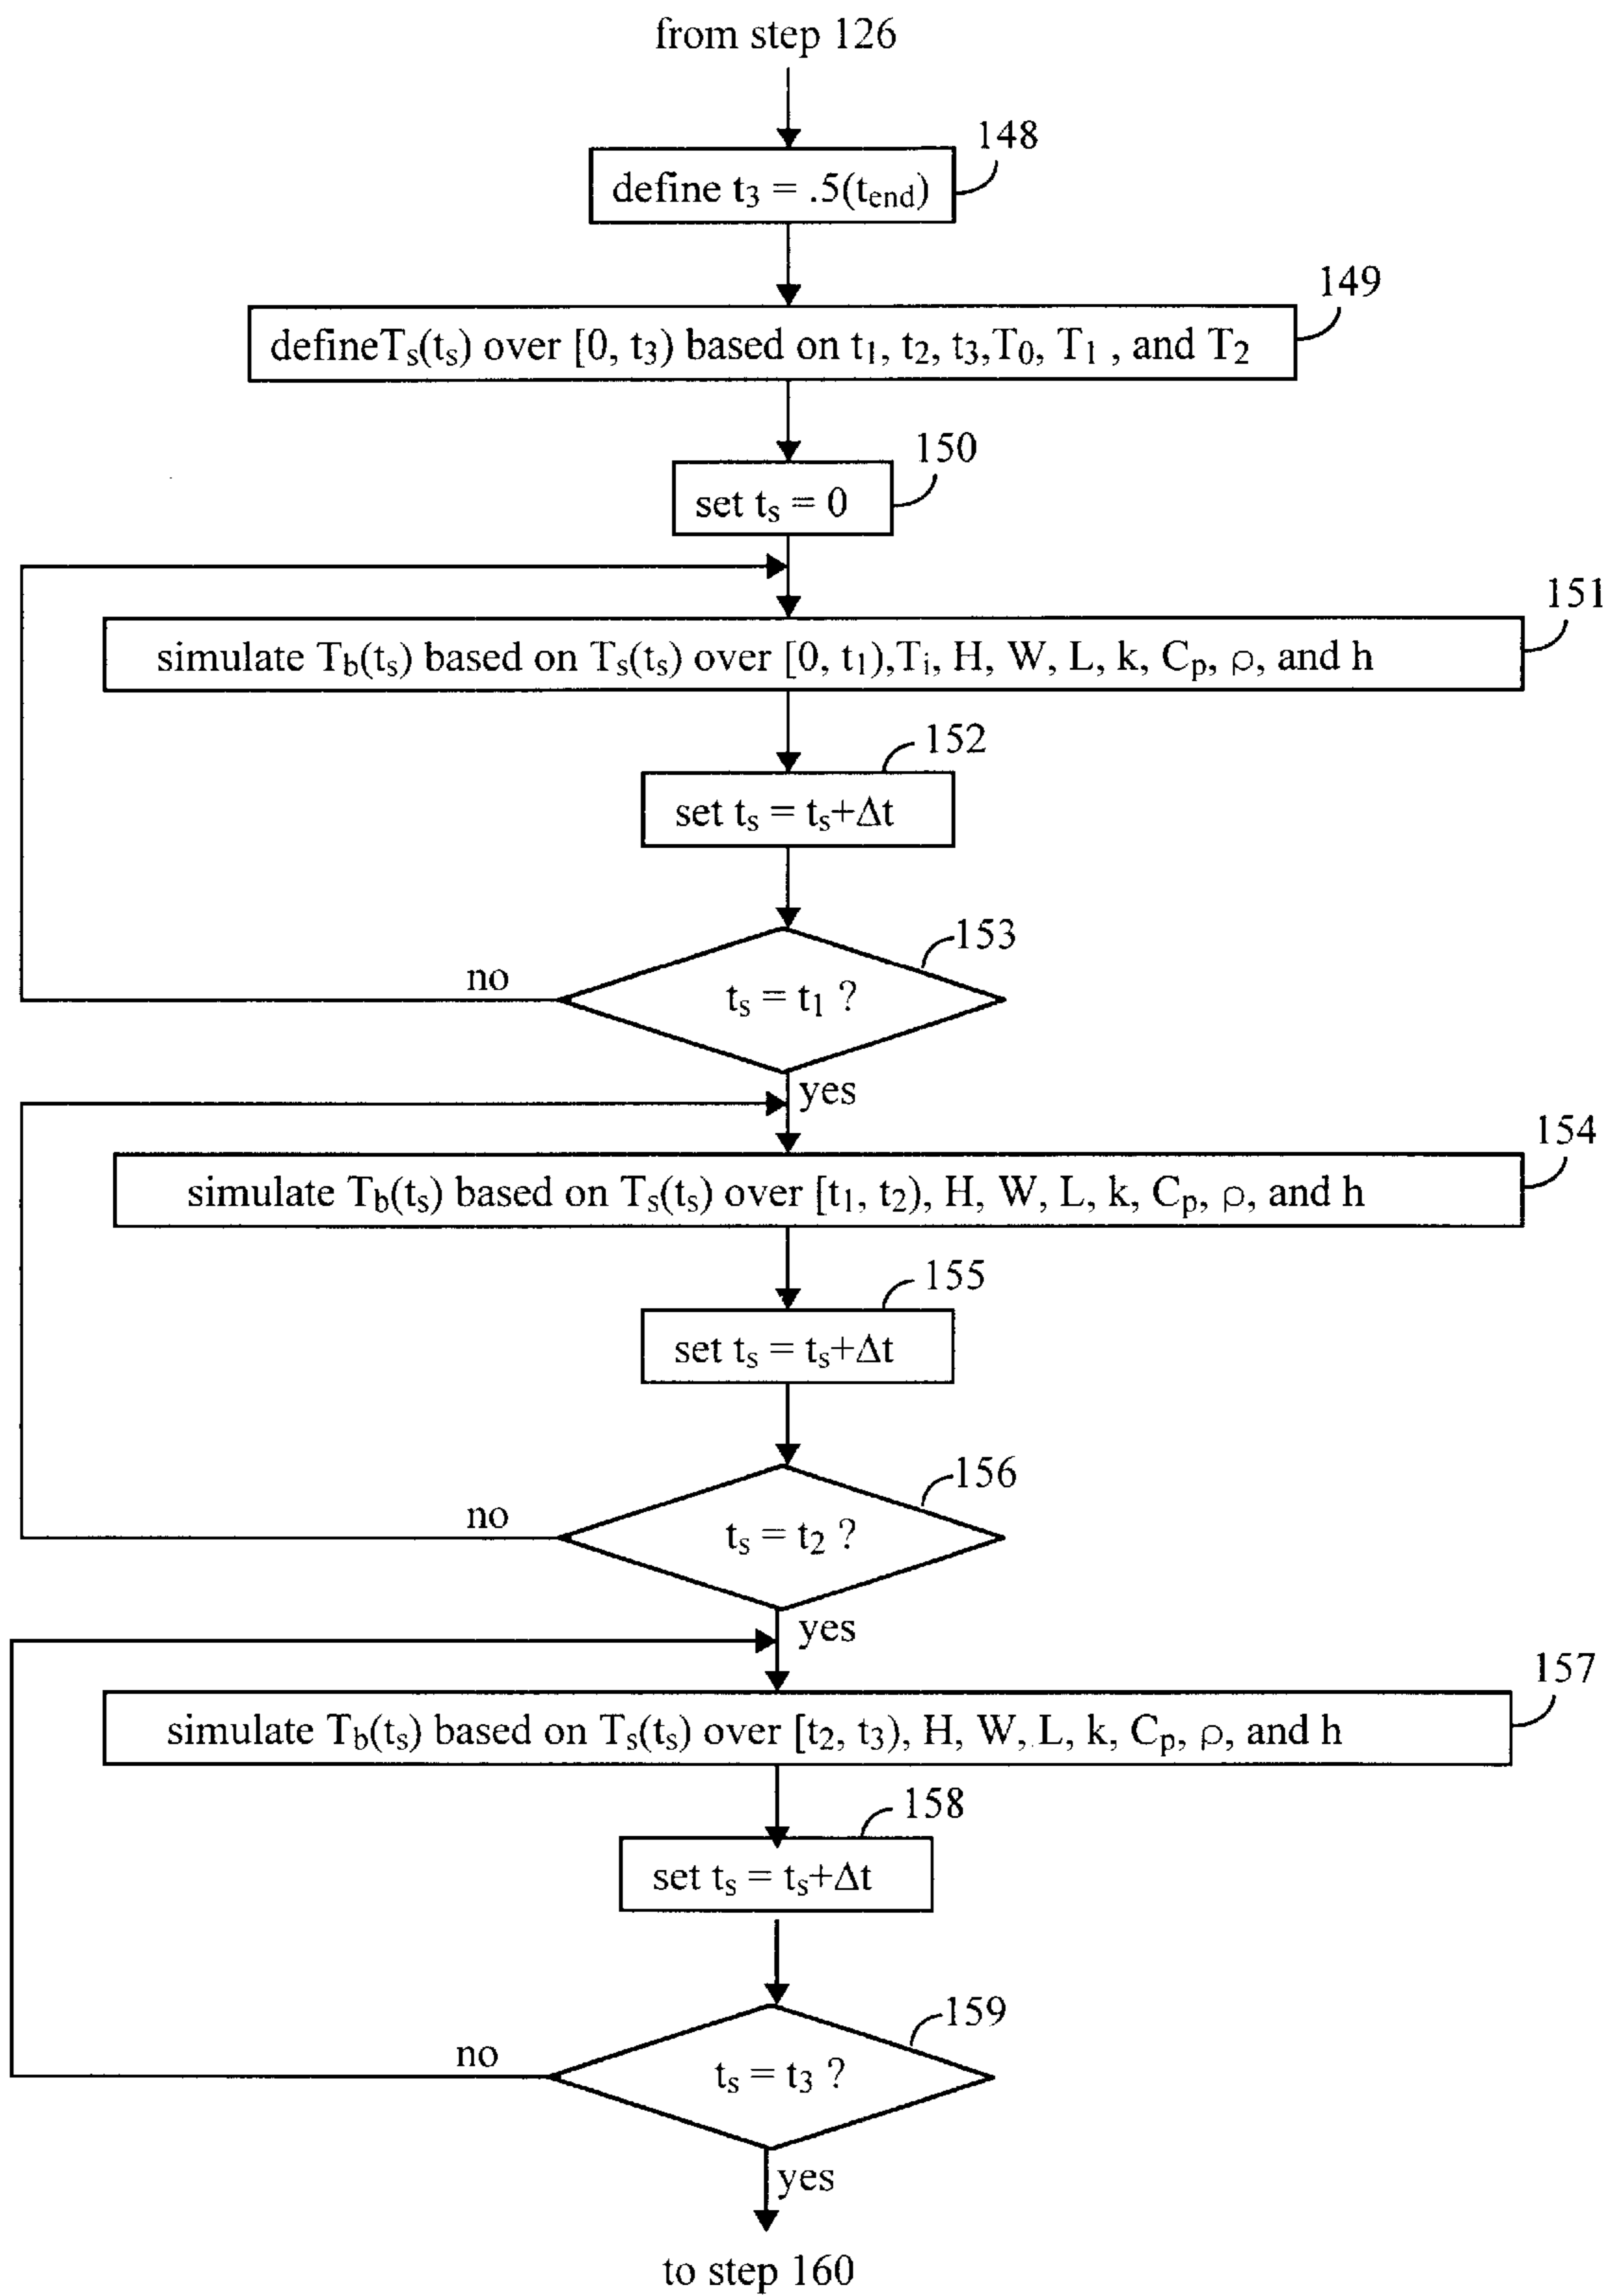 from step 126
148
define t₃ = .5(tₑₙd)
149
defineTₛ(tₛ) over [0, t₃) based on t₁, t₂, t₃,T₀, T₁ , and T₂
150
set tₛ = 0
151
simulate Tb(tₛ) based on Tₛ(tₛ) over [0, t₁),Tᵢ, H, W, L, k, Cₚ, ρ, and h
152
set tₛ = tₛ+Δt
153
no
tₛ = t₁ ?
yes
154
simulate Tb(tₛ) based on Tₛ(tₛ) over [t₁, t₂), H, W, L, k, Cₚ, ρ, and h
155
set tₛ = tₛ+Δt
156
no
tₛ = t₂ ?
yes
157
simulate Tb(tₛ) based on Tₛ(tₛ) over [t₂, t₃), H, W, L, k, Cₚ, ρ, and h
158
set tₛ = tₛ+Δt
159
no
tₛ = t₃ ?
yes
to step 160